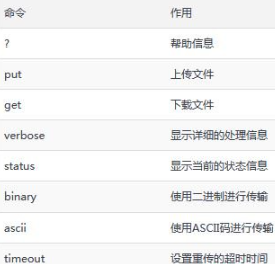 命令 作用
? 帮助信息
put 上传文件
get 下载文件
verbose 显示详细的处理信息
status 显示当前的状态信息
binary 使用二进制进行传输
ascii 使用ASCII码进行传输
timeout 设置重传的超时时间